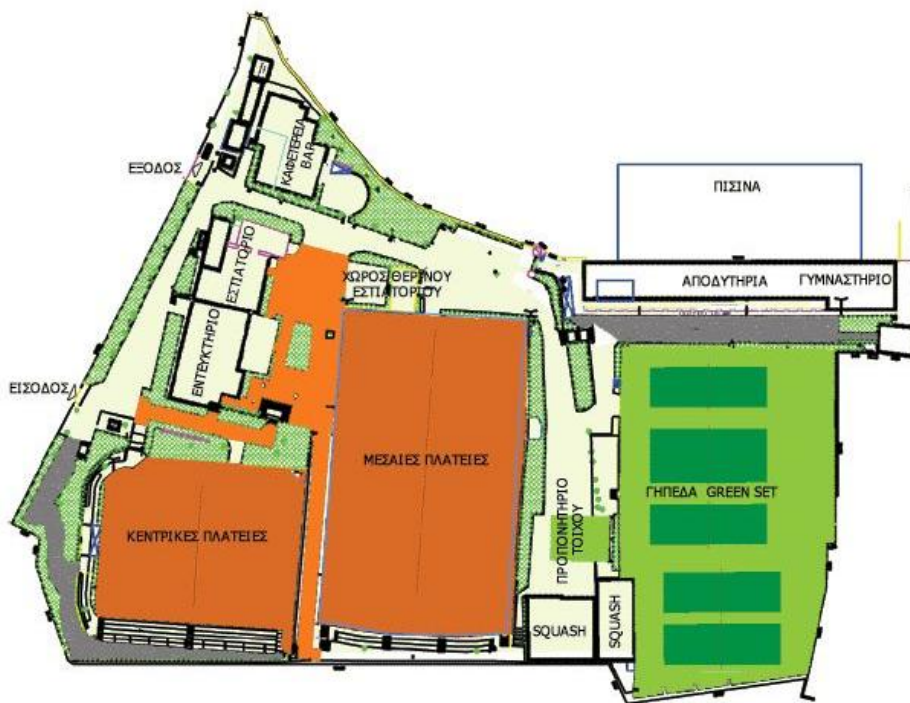 ΚΑΦΕΤΕΡΕΙΑ
BAR
ΕΞΟΔΟΣ
ΠΙΣΙΝΑ
ΕΣΤΙΑΤΟΡΙΟ
ΧΩΡΟΣ ΘΕΡΙΝΟΥ
ΕΣΤΙΑΤΟΡΙΟΥ
ΑΠΟΔΥΤΗΡΙΑ
ΓΥΜΝΑΣΤΗΡΙΟ
ΕΝΤΕΥΚΤΗΡΙΟ
ΕΙΣΟΔΟΣ
ΜΕΣΑΙΕΣ ΠΛΑΤΕΙΕΣ
ΓΗΠΕΔΑ GREEN SET
ΚΕΝΤΡΙΚΕΣ ΠΛΑΤΕΙΕΣ
ΠΡΟΠΟΝΗΤΗΡΙΟ
ΤΟΙΧΟΥ
SQUASH
SQUASH